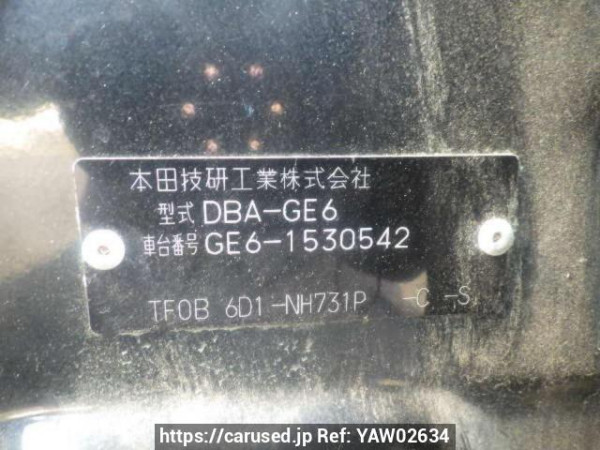 本田技研工業株式会社
型式 DBA-GE6
車台番号 GE6-1530542
TF0B 6D1-NH731P -C -S
https://carused.jp Ref: YAW02634